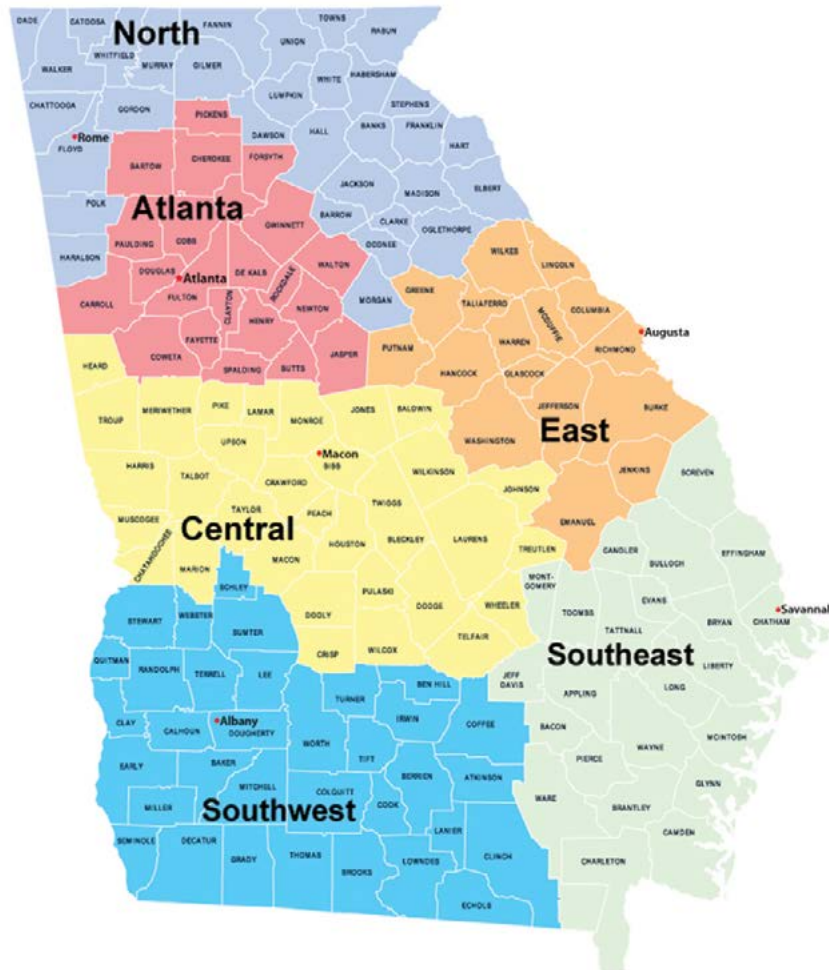 TOWNS
DADE
CATOOSA
FANNIN
RABUN
North
UNION
WHITFIELD
WALKER
MURRAY
GILMER
WHITE
HABERSHAM
LUMPKIN
CHATTOOGA
STEPHENS
GORDON
PICKENS
BANKS
FRANKLIN
Rome
DAWSON
HALL
HART
FLOYD
BARTOW
CHEROKEE
FORSYTH
JACKSON
MADISON
ELBERT
POLK
Atlanta
BARROW
CLARKE
GWINNETT
OGLETHORPE
PAULDING
COBB
OCONEE
HARALSON
WILKES
LINCOLN
DOUGLAS
Atlanta
DE KALB
ROCKDALE
WALTON
GREENE
CARROLL
FULTON
CLAYTON
NEWTON
MORGAN
TALIAFERRO
COLUMBIA
HENRY
MCDUFFIE
Augusta
FAYETTE
PUTNAM
WARREN
RICHMOND
COWETA
SPALDING
BUTTS
JASPER
HEARD
HANCOCK
GLASCOCK
TROUP
MERIWETHER
PIKE
LAMAR
MONROE
JONES
BALDWIN
JEFFERSON
BURKE
UPSON
East
WASHINGTON
Macon
BIBB
HARRIS
WILKINSON
JENKINS
SCREVEN
TALBOT
CRAWFORD
JOHNSON
TWIGGS
TAYLOR
PEACH
MUSCOGEE
Central
EMANUEL
HOUSTON
BLECKLEY
LAURENS
CHATTAHOOCHEE
MACON
TREUTLEN
CANDLER
BULLOCH
EFFINGHAM
MARION
SCHLEY
PULASKI
MONT-
GOMERY
STEWART
WEBSTER
DOOLY
DODGE
WHEELER
TOOMBS
EVANS
Savannah
SUMTER
TATTNALL
BRYAN
CHATHAM
TELFAIR
CRISP
WILCOX
Southeast
QUITMAN
RANDOLPH
TERRELL
LEE
JEFF
DAVIS
LIBERTY
BEN HILL
LONG
TURNER
APPLING
CLAY
Albany
IRWIN
COFFEE
CALHOUN
DOUGHERTY
BACON
WORTH
TIFT
WAYNE
MCINTOSH
EARLY
BAKER
PIERCE
BERRIEN
ATKINSON
MITCHELL
COLQUITT
GLYNN
MILLER
Southwest
COOK
WARE
BRANTLEY
LANIER
CAMDEN
SEMINOLE
DECATUR
GRADY
THOMAS
LOWNDES
CLINCH
CHARLETON
BROOKS
ECHOLS